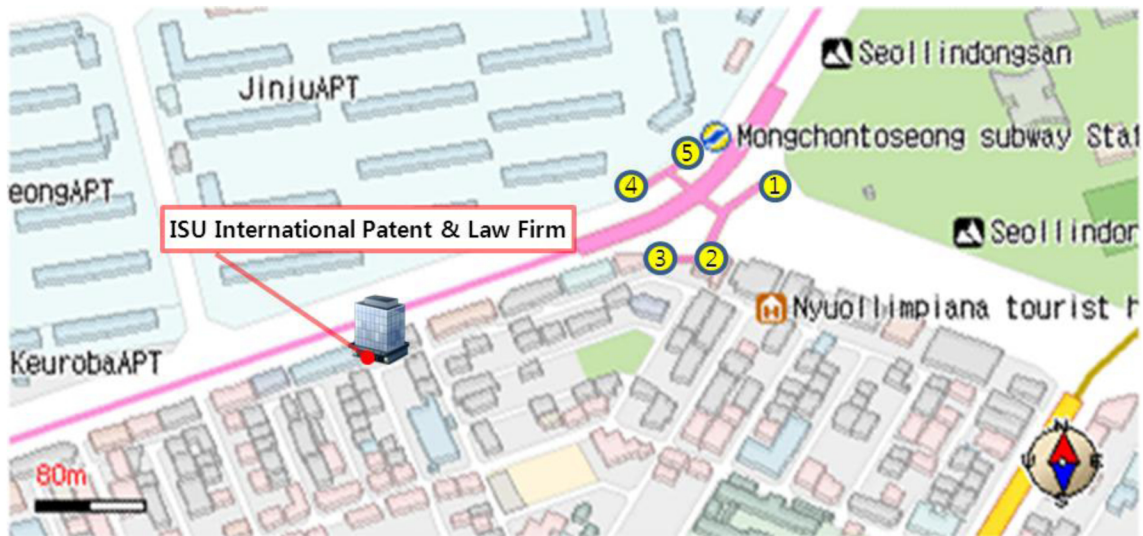 Seollindongsan
JinjuAPT
Mongchontoseong subway Stat
5
4
1
eongAPT
ISU International Patent & Law Firm
Seollindor
3
2
Nyuollimpiana tourist h
KeurobaAPT
80m
N
E
S